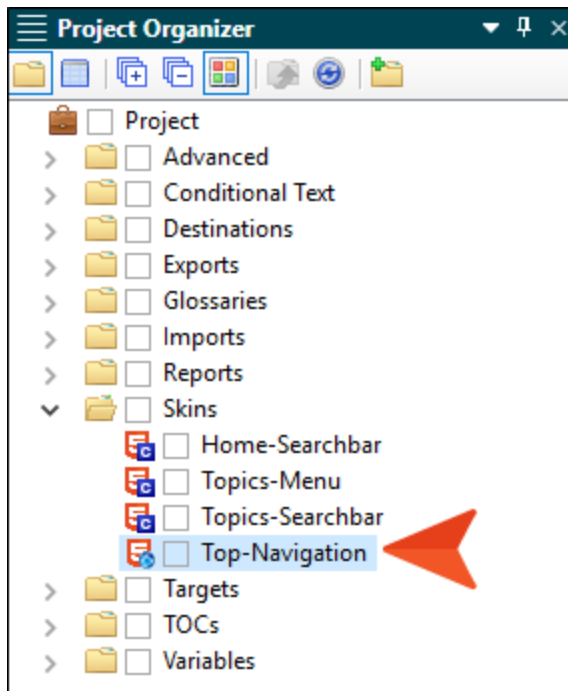 Project Organizer
Project
Advanced
Conditional Text
Destinations
Exports
Glossaries
Imports
Reports
Skins
C Home-Searchbar
C Topics-Menu
C Topics-Searchbar
Top-Navigation
Targets
TOCs
Variables